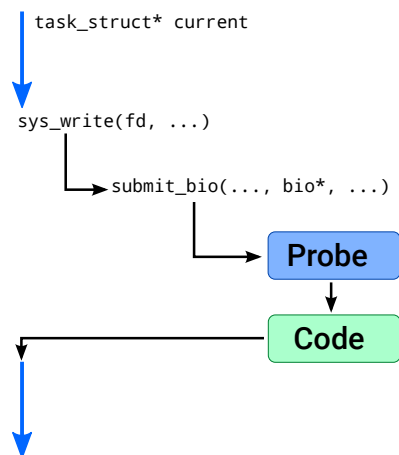 task_struct* current
sys_write(fd, ...)
submit_bio(..., bio*, ...)
Probe
Code